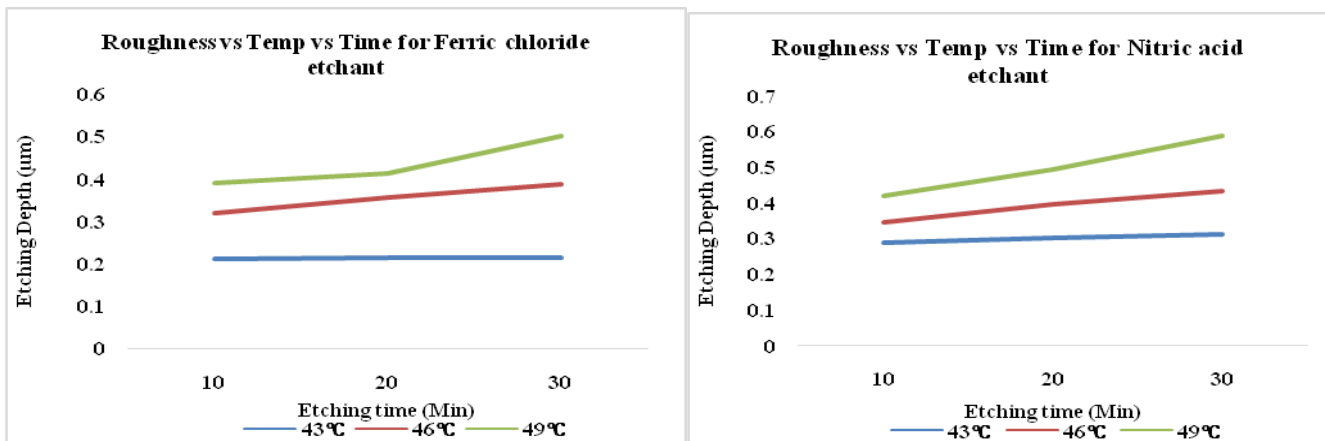 Roughness vs Temp vs Time for Ferric chloride
etchant
Etching Depth (µm)
0.6
0.5
0.4
0.3
0.2
0.1
0
10 20 30
Etching time (Min)
43℃ 46℃ 49℃
Roughness vs Temp vs Time for Nitric acid
etchant
Etching Depth (µm)
0.7
0.6
0.5
0.4
0.3
0.2
0.1
0
10 20 30
Etching time (Min)
43℃ 46℃ 49℃